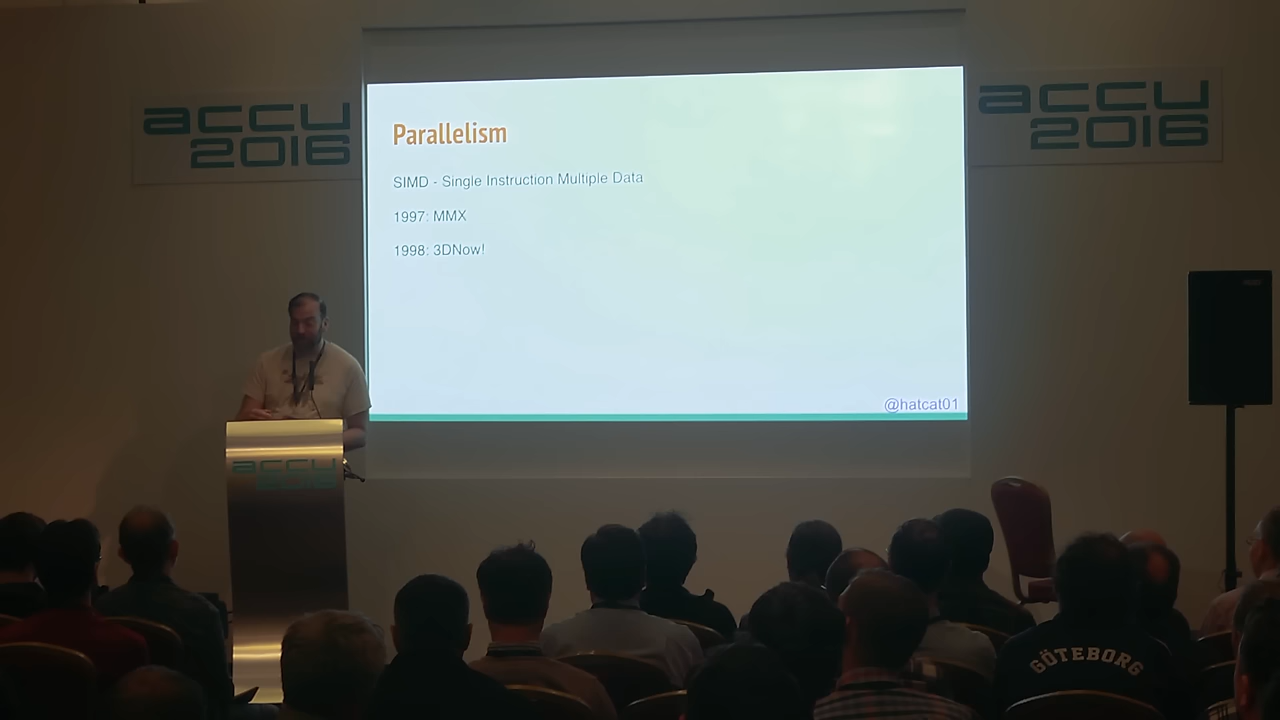 accu
2016
accu
2016
Parallelism
SIMD - Single Instruction Multiple Data
1997: MMX
1998: 3DNow!
@hatcat01
accu
2016
GÖTEBORG